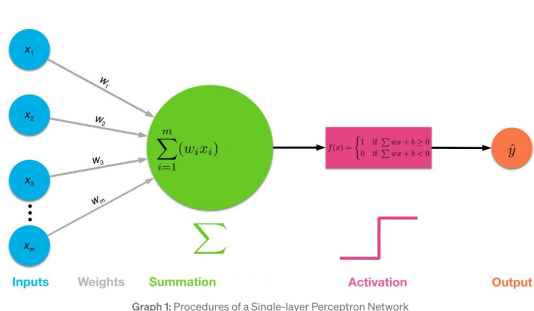 x₁
w₁
x₂
w₂
x₃
w₃
xₘ
wₘ
∑ᵢ₌₁ᵐ(wᵢxᵢ)
f(x) = {1 if ∑wx + b ≥ 0
{0 if ∑wx + b < 0
ŷ
∑
Inputs Weights Summation Activation Output
Graph 1: Procedures of a Single-layer Perceptron Network